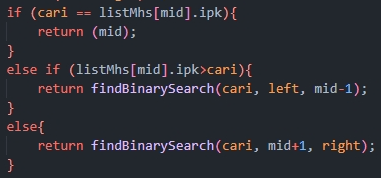 if (cari == listMhs[mid].ipk){
    return (mid);
}
else if (listMhs[mid].ipk>cari){
    return findBinarySearch(cari, left, mid-1);
}
else{
    return findBinarySearch(cari, mid+1, right);
}